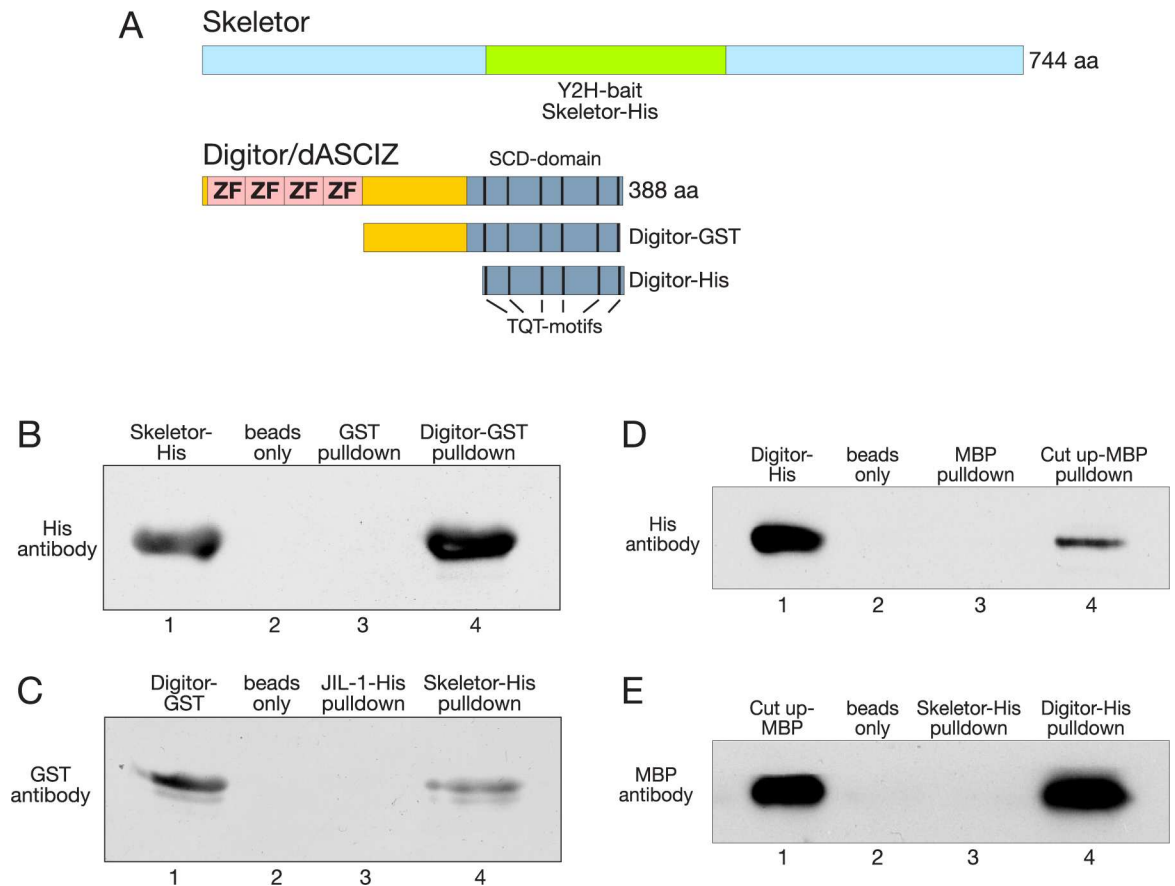 A
Skeletor
744 aa
Y2H-bait
Skeletor-His
Digitor/dASCIZ
SCD-domain
ZF ZF ZF ZF
388 aa
Digitor-GST
Digitor-His
TQT-motifs
B
Skeletor-
His
beads
only
GST
pulldown
Digitor-GST
pulldown
His
antibody
1 2 3 4
C
Digitor-
GST
beads
only
JIL-1-His
pulldown
Skeletor-His
pulldown
GST
antibody
1 2 3 4
D
Digitor-
His
beads
only
MBP
pulldown
Cut up-MBP
pulldown
His
antibody
1 2 3 4
E
Cut up-
MBP
beads
only
Skeletor-His
pulldown
Digitor-His
pulldown
MBP
antibody
1 2 3 4